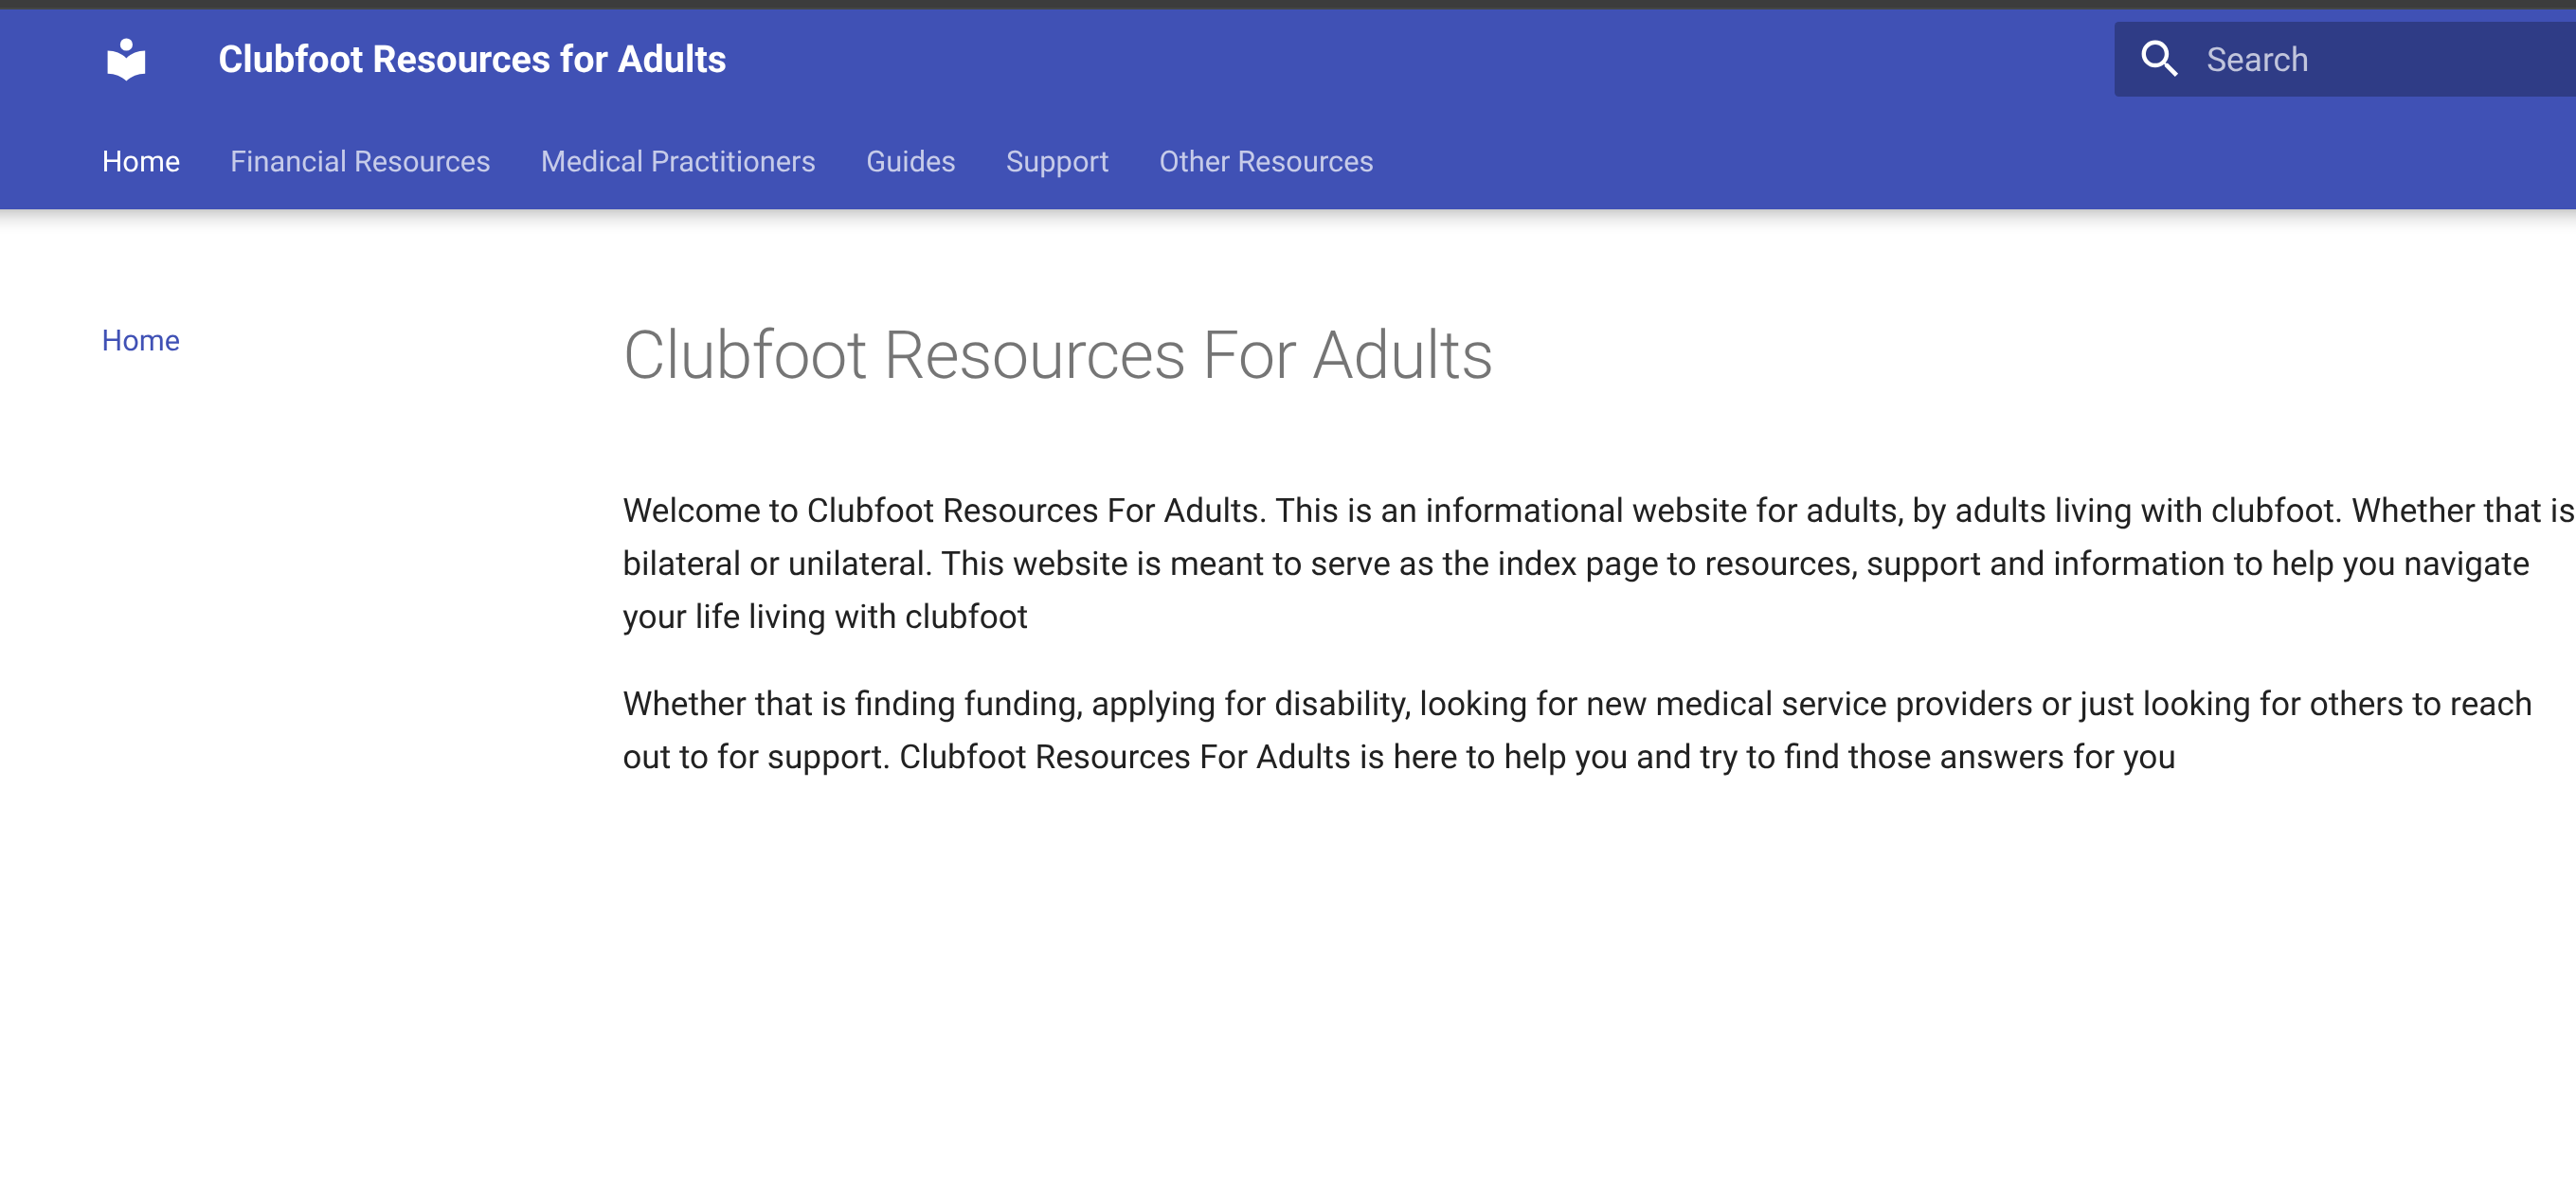 Clubfoot Resources for Adults
Search
Home
Financial Resources
Medical Practitioners
Guides
Support
Other Resources
Home
Clubfoot Resources For Adults
Welcome to Clubfoot Resources For Adults. This is an informational website for adults, by adults living with clubfoot. Whether that is
bilateral or unilateral. This website is meant to serve as the index page to resources, support and information to help you navigate
your life living with clubfoot
Whether that is finding funding, applying for disability, looking for new medical service providers or just looking for others to reach
out to for support. Clubfoot Resources For Adults is here to help you and try to find those answers for you